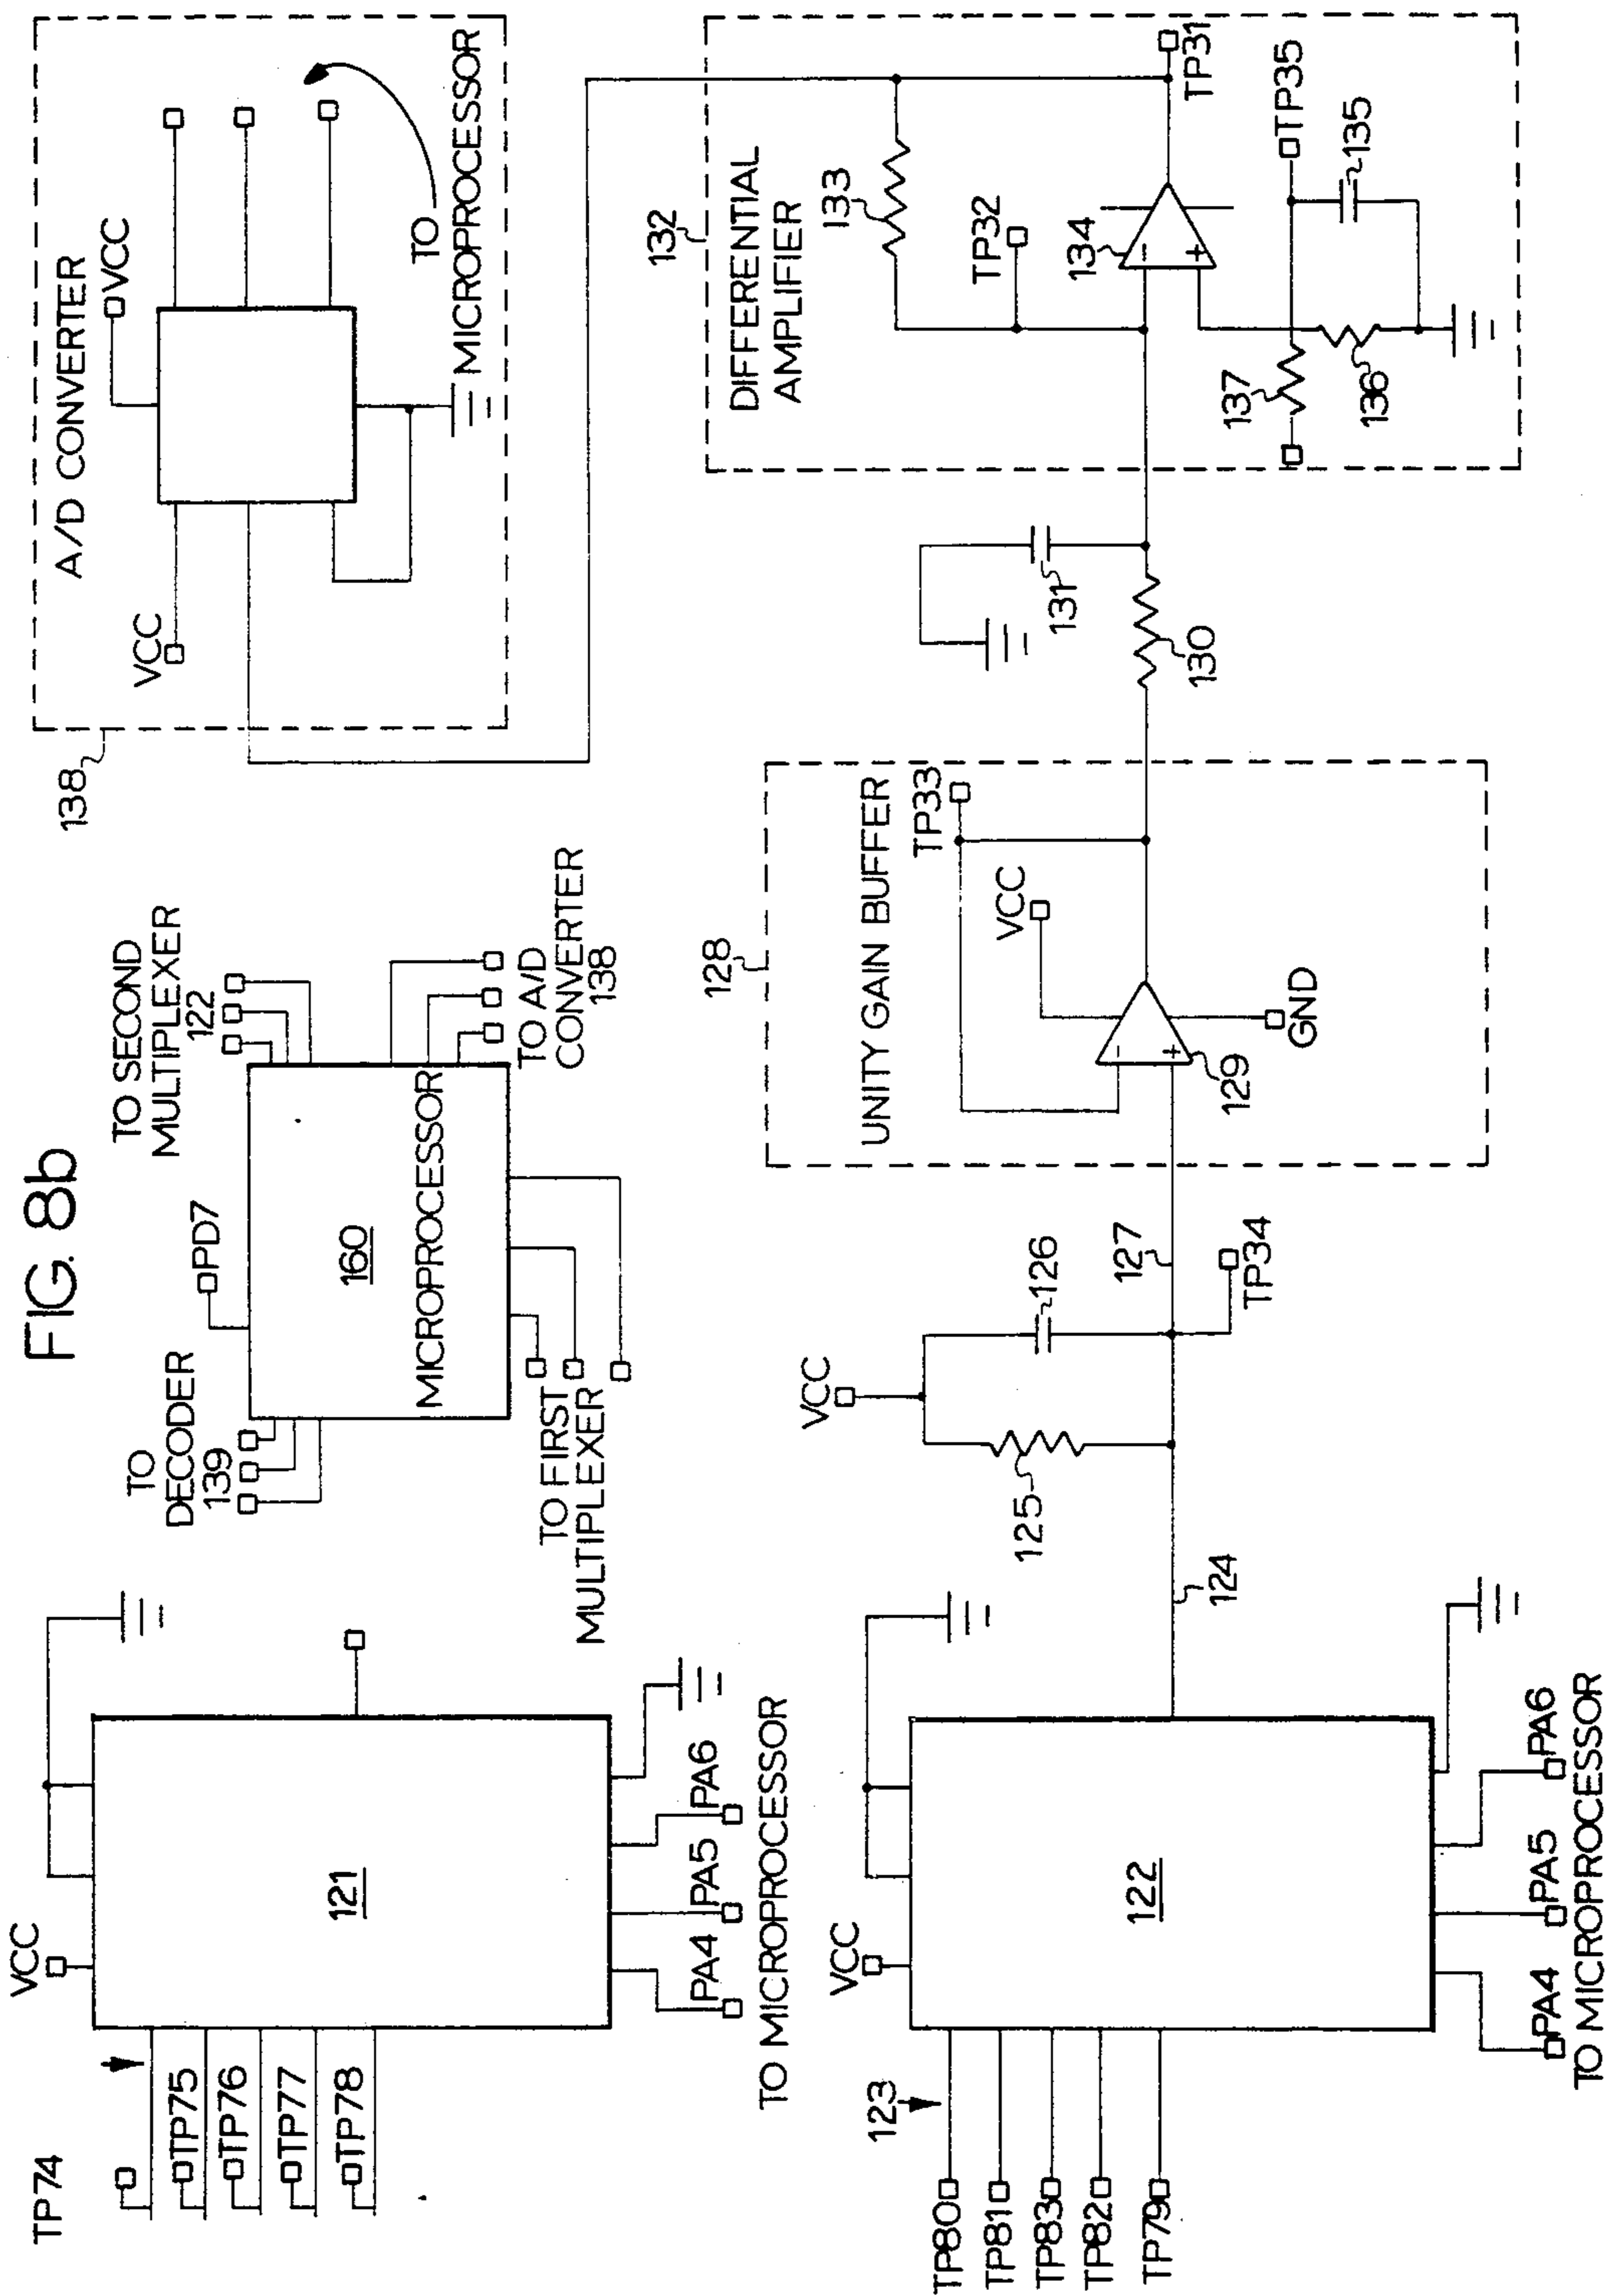 FIG. 8b
VCC
TP74
TP75
TP76
TP77
TP78
121
PA4
PA5
PA6
TO MICROPROCESSOR
TO
DECODER
139
PD7
TO SECOND
MULTIPLEXER
122
160
MICROPROCESSOR
TO FIRST
MULTIPLEXER
TO A/D
CONVERTER
138
138
A/D CONVERTER
VCC
VCC
TO
MICROPROCESSOR
VCC
123
TP80
TP81
TP83
TP82
TP79
122
PA4
PA5
PA6
TO MICROPROCESSOR
124
125
VCC
126
127
TP34
128
UNITY GAIN BUFFER
TP33
VCC
129
GND
130
131
132
DIFFERENTIAL
AMPLIFIER
133
TP32
134
TP31
137
136
TP35
135